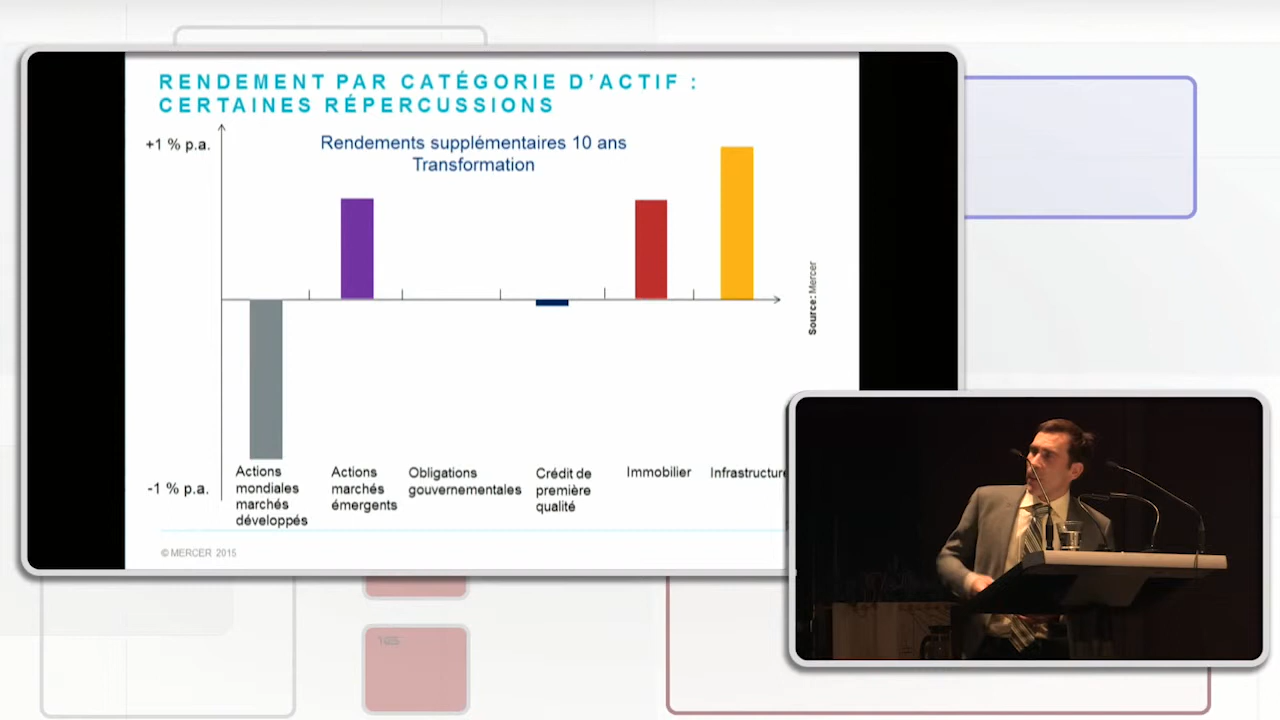 RENDEMENT PAR CATÉGORIE D'ACTIF :
CERTAINES RÉPERCUSSIONS
+1 % p.a.
Rendements supplémentaires 10 ans
Transformation
Source: Mercer
-1 % p.a.
Actions
mondiales
marchés
développés
Actions
marchés
émergents
Obligations
gouvernementales
Crédit de
première
qualité
Immobilier
Infrastructure
© MERCER 2015